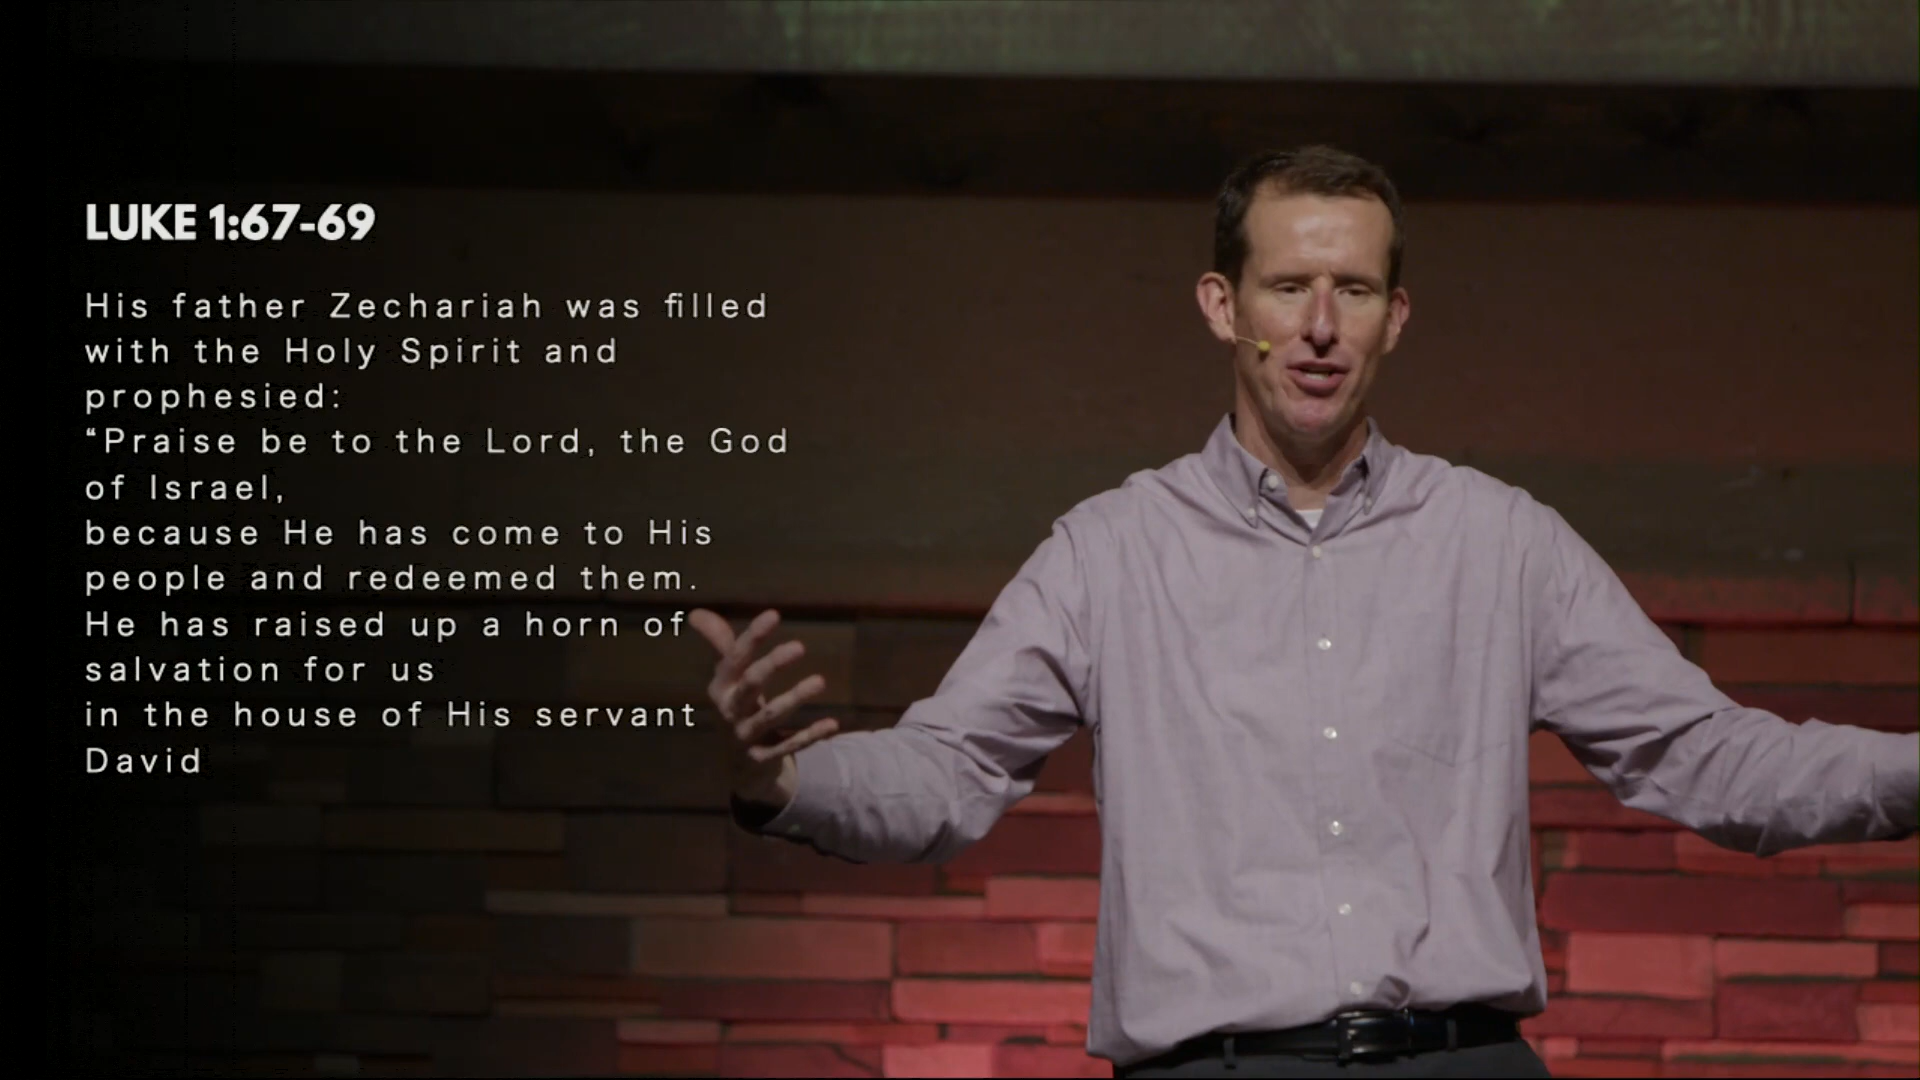 LUKE 1:67-69
His father Zechariah was filled
with the Holy Spirit and
prophesied:
“Praise be to the Lord, the God
of Israel,
because He has come to His
people and redeemed them.
He has raised up a horn of
salvation for us
in the house of His servant
David